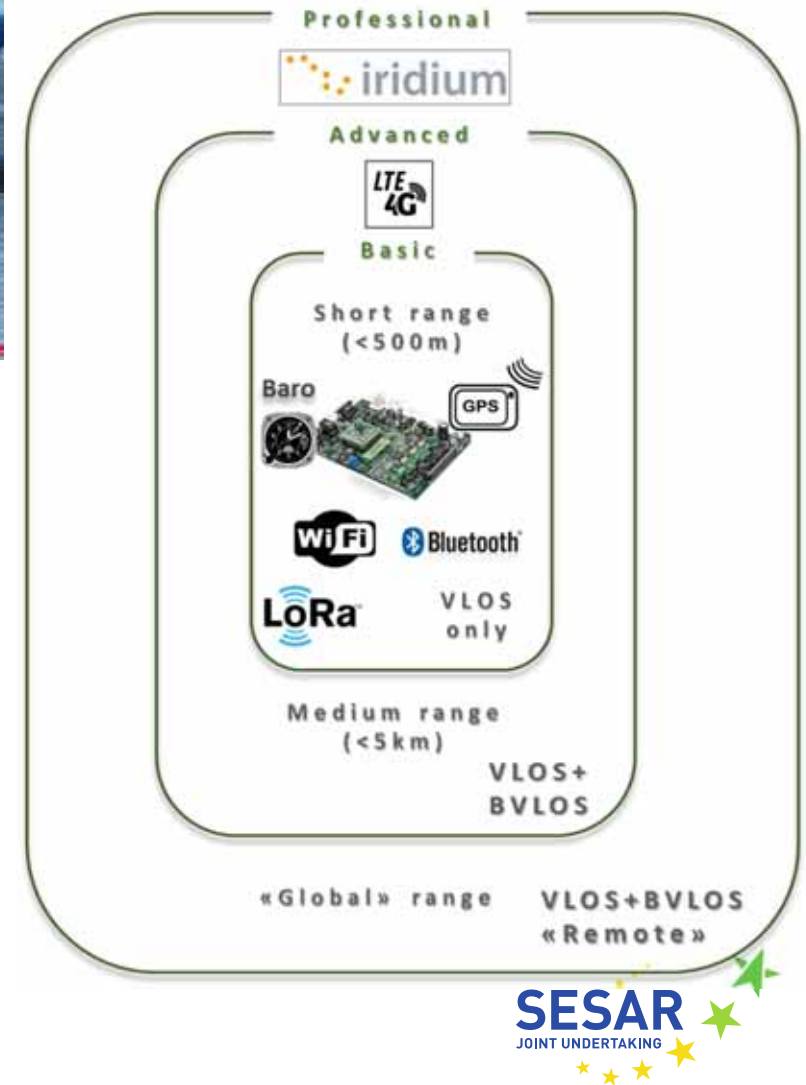 Professional
iridium
Advanced
LTE
4G
Basic
Short range
(<500m)
Baro
GPS
WiFi
Bluetooth
LoRa
VLOS
only
Medium range
(<5km)
VLOS+
BVLOS
«Global» range
VLOS+BVLOS
«Remote»
SESAR
JOINT UNDERTAKING